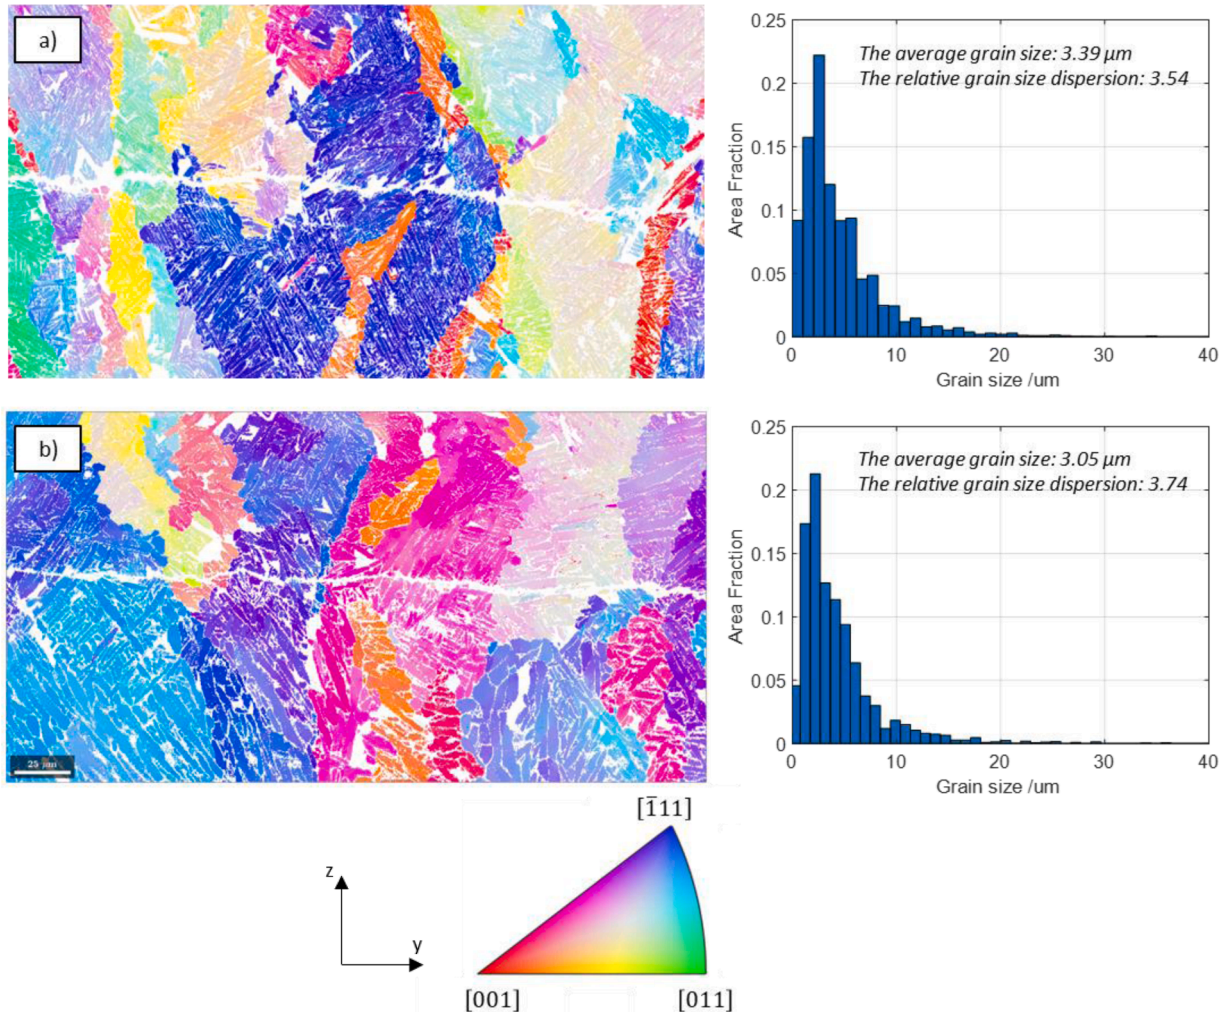 a)
0.25
0.2
0.15
0.1
0.05
0
Area Fraction
The average grain size: 3.39 μm
The relative grain size dispersion: 3.54
0 10 20 30 40
Grain size /um
b)
25 μm
0.25
0.2
0.15
0.1
0.05
0
Area Fraction
The average grain size: 3.05 μm
The relative grain size dispersion: 3.74
0 10 20 30 40
Grain size /um
z
y
[1̅11]
[001] [011]